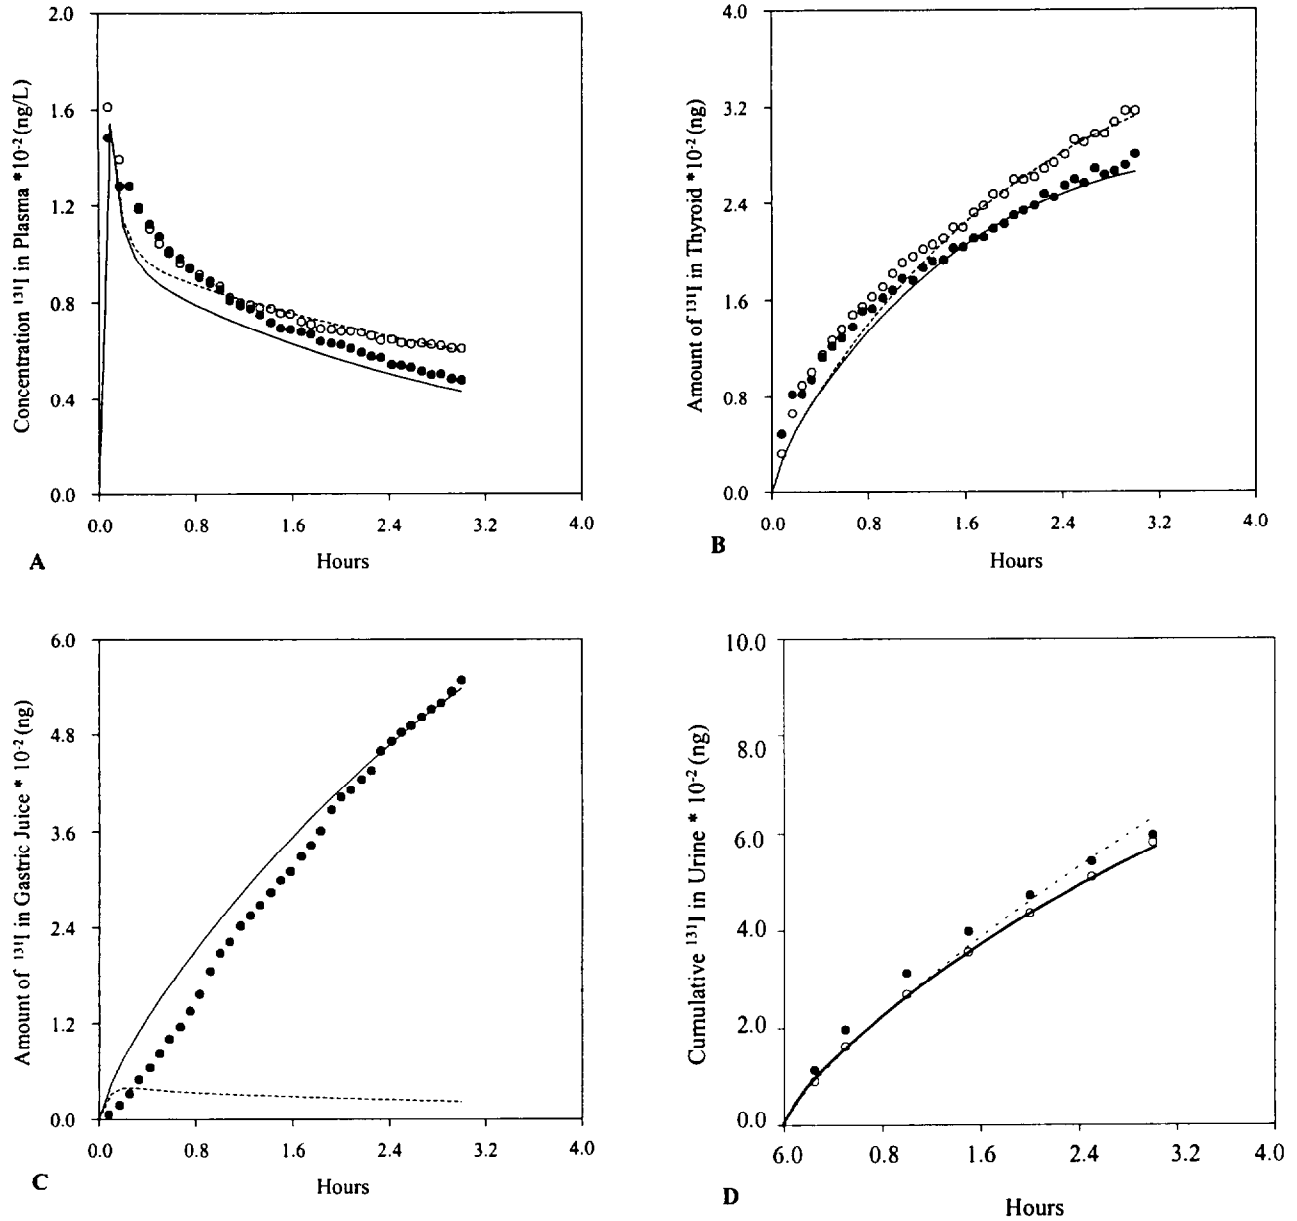 2.0
1.6
1.2
0.8
0.4
0.0
Concentration ¹³¹I in Plasma *10⁻² (ng/L)
0.0 0.8 1.6 2.4 3.2 4.0
Hours
A
4.0
3.2
2.4
1.6
0.8
0.0
Amount of ¹³¹I in Thyroid *10⁻² (ng)
0.0 0.8 1.6 2.4 3.2 4.0
Hours
B
6.0
4.8
3.6
2.4
1.2
0.0
Amount of ¹³¹I in Gastric Juice * 10⁻² (ng)
0.0 0.8 1.6 2.4 3.2 4.0
Hours
C
10.0
8.0
6.0
4.0
2.0
0.0
Cumulative ¹³¹I in Urine * 10⁻² (ng)
6.0 0.8 1.6 2.4 3.2 4.0
Hours
D